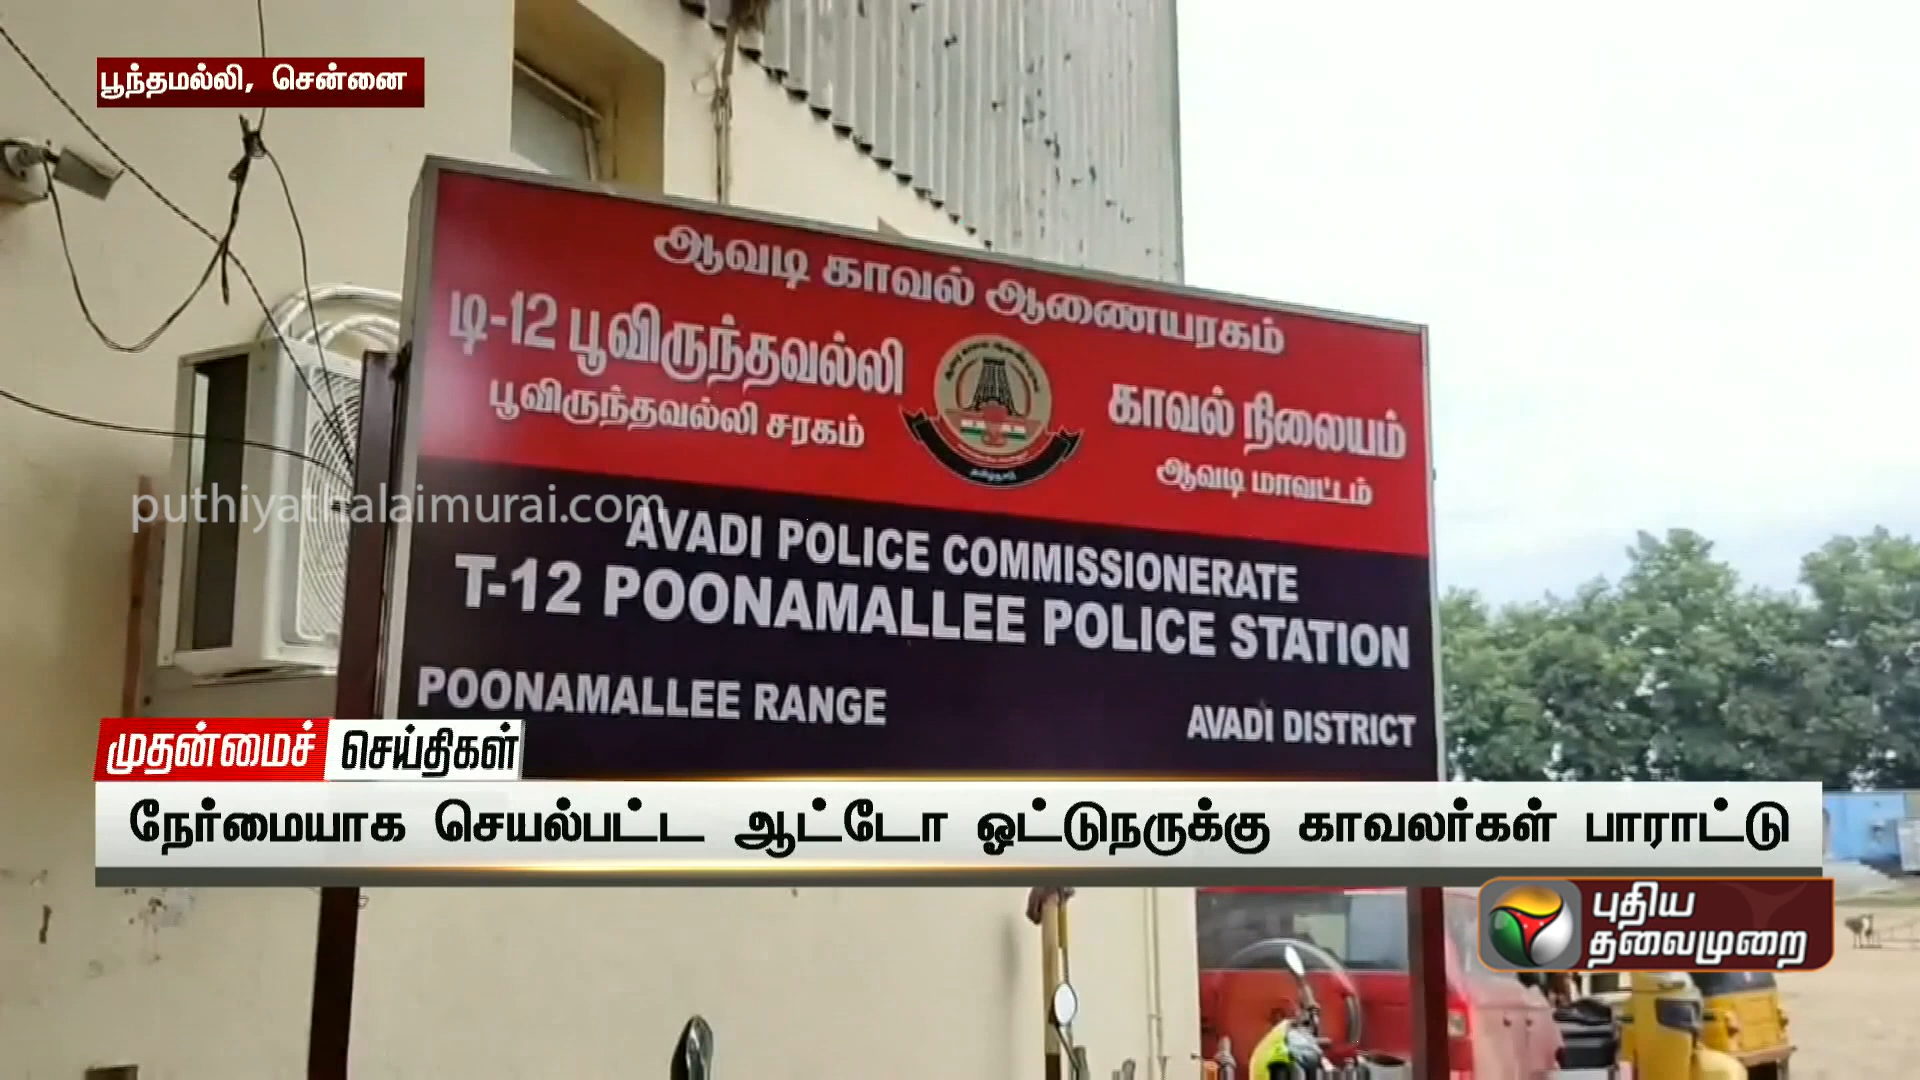 பூந்தமல்லி, சென்னை
ஆவடி காவல் ஆணையரகம்
டி-12 பூவிருந்தவல்லி காவல் நிலையம்
பூவிருந்தவல்லி சரகம் ஆவடி மாவட்டம்
puthiyathalaimurai.com
AVADI POLICE COMMISSIONERATE
T-12 POONAMALLEE POLICE STATION
POONAMALLEE RANGE AVADI DISTRICT
முதன்மைச் செய்திகள்
நேர்மையாக செயல்பட்ட ஆட்டோ ஓட்டுநருக்கு காவலர்கள் பாராட்டு
புதிய
தலைமுறை